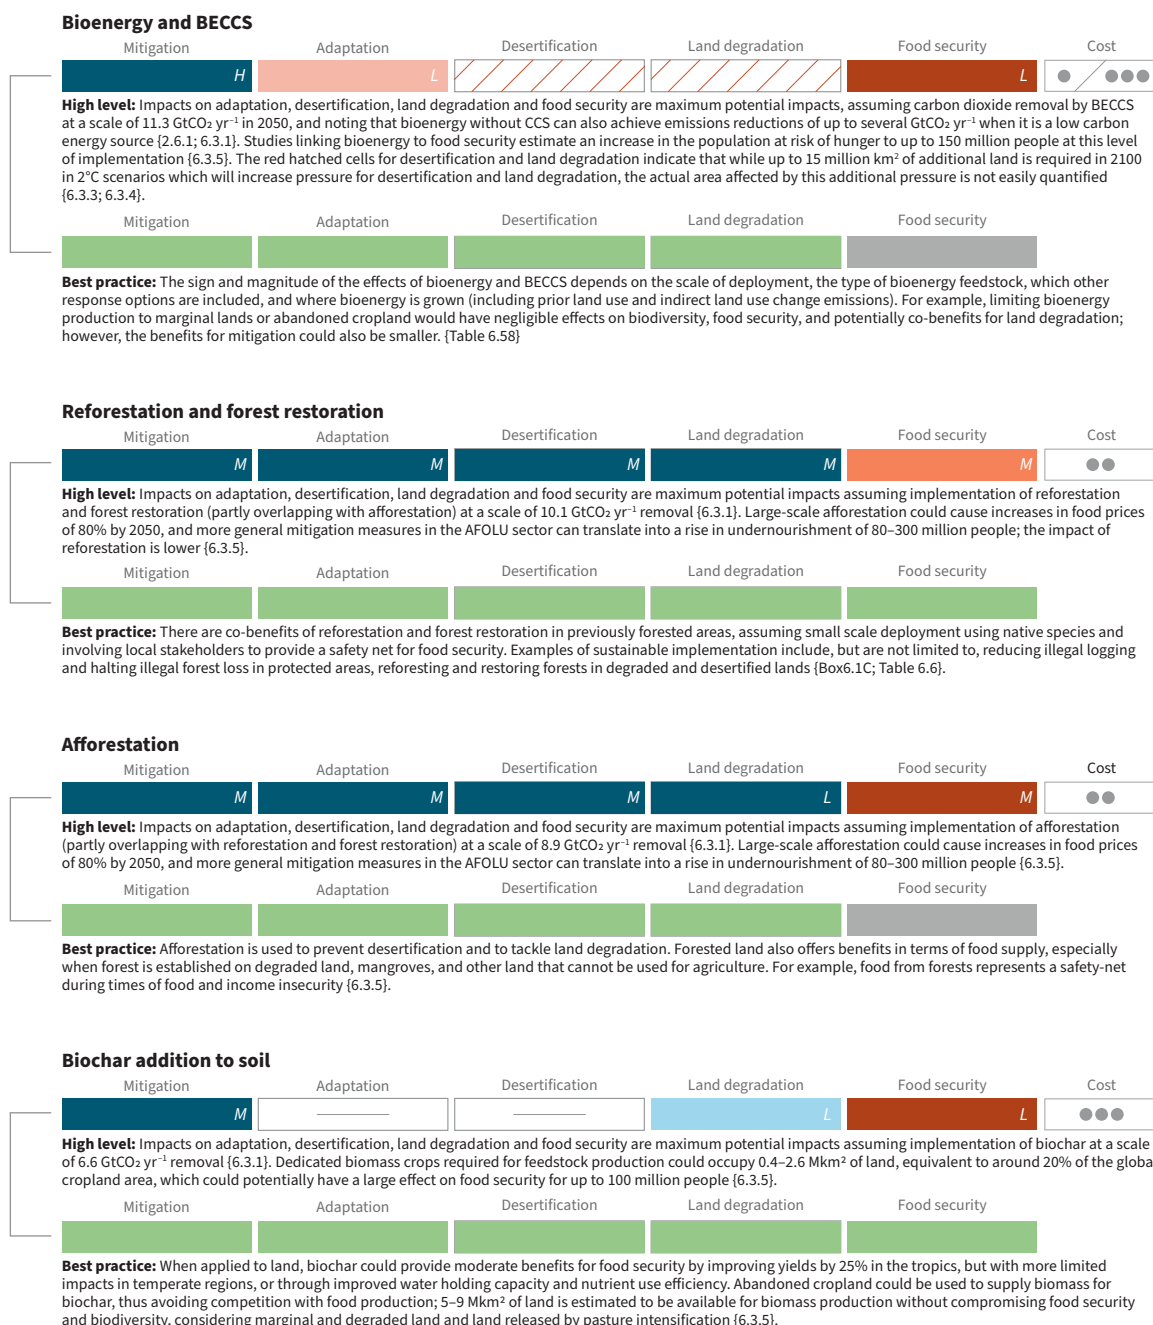 Bioenergy and BECCS
Mitigation Adaptation Desertification Land degradation Food security Cost
H L L
High level: Impacts on adaptation, desertification, land degradation and food security are maximum potential impacts, assuming carbon dioxide removal by BECCS
at a scale of 11.3 GtCO₂ yr⁻¹ in 2050, and noting that bioenergy without CCS can also achieve emissions reductions of up to several GtCO₂ yr⁻¹ when it is a low carbon
energy source {2.6.1; 6.3.1}. Studies linking bioenergy to food security estimate an increase in the population at risk of hunger to up to 150 million people at this level
of implementation {6.3.5}. The red hatched cells for desertification and land degradation indicate that while up to 15 million km² of additional land is required in 2100
in 2°C scenarios which will increase pressure for desertification and land degradation, the actual area affected by this additional pressure is not easily quantified
{6.3.3; 6.3.4}.
Mitigation Adaptation Desertification Land degradation Food security
Best practice: The sign and magnitude of the effects of bioenergy and BECCS depends on the scale of deployment, the type of bioenergy feedstock, which other
response options are included, and where bioenergy is grown (including prior land use and indirect land use change emissions). For example, limiting bioenergy
production to marginal lands or abandoned cropland would have negligible effects on biodiversity, food security, and potentially co-benefits for land degradation;
however, the benefits for mitigation could also be smaller. {Table 6.58}
Reforestation and forest restoration
Mitigation Adaptation Desertification Land degradation Food security Cost
M M M M M
High level: Impacts on adaptation, desertification, land degradation and food security are maximum potential impacts assuming implementation of reforestation
and forest restoration (partly overlapping with afforestation) at a scale of 10.1 GtCO₂ yr⁻¹ removal {6.3.1}. Large-scale afforestation could cause increases in food prices
of 80% by 2050, and more general mitigation measures in the AFOLU sector can translate into a rise in undernourishment of 80–300 million people; the impact of
reforestation is lower {6.3.5}.
Mitigation Adaptation Desertification Land degradation Food security
Best practice: There are co-benefits of reforestation and forest restoration in previously forested areas, assuming small scale deployment using native species and
involving local stakeholders to provide a safety net for food security. Examples of sustainable implementation include, but are not limited to, reducing illegal logging
and halting illegal forest loss in protected areas, reforesting and restoring forests in degraded and desertified lands {Box6.1C; Table 6.6}.
Afforestation
Mitigation Adaptation Desertification Land degradation Food security Cost
M M M L M
High level: Impacts on adaptation, desertification, land degradation and food security are maximum potential impacts assuming implementation of afforestation
(partly overlapping with reforestation and forest restoration) at a scale of 8.9 GtCO₂ yr⁻¹ removal {6.3.1}. Large-scale afforestation could cause increases in food prices
of 80% by 2050, and more general mitigation measures in the AFOLU sector can translate into a rise in undernourishment of 80–300 million people {6.3.5}.
Mitigation Adaptation Desertification Land degradation Food security
Best practice: Afforestation is used to prevent desertification and to tackle land degradation. Forested land also offers benefits in terms of food supply, especially
when forest is established on degraded land, mangroves, and other land that cannot be used for agriculture. For example, food from forests represents a safety-net
during times of food and income insecurity {6.3.5}.
Biochar addition to soil
Mitigation Adaptation Desertification Land degradation Food security Cost
M L L
High level: Impacts on adaptation, desertification, land degradation and food security are maximum potential impacts assuming implementation of biochar at a scale
of 6.6 GtCO₂ yr⁻¹ removal {6.3.1}. Dedicated biomass crops required for feedstock production could occupy 0.4–2.6 Mkm² of land, equivalent to around 20% of the globa
cropland area, which could potentially have a large effect on food security for up to 100 million people {6.3.5}.
Mitigation Adaptation Desertification Land degradation Food security
Best practice: When applied to land, biochar could provide moderate benefits for food security by improving yields by 25% in the tropics, but with more limited
impacts in temperate regions, or through improved water holding capacity and nutrient use efficiency. Abandoned cropland could be used to supply biomass for
biochar, thus avoiding competition with food production; 5–9 Mkm² of land is estimated to be available for biomass production without compromising food security
and biodiversity, considering marginal and degraded land and land released by pasture intensification {6.3.5}.